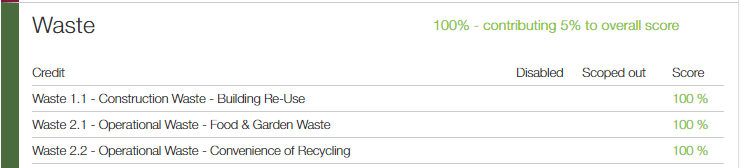 Waste 100% - contributing 5% to overall score
Credit Disabled Scoped out Score
Waste 1.1 - Construction Waste - Building Re-Use 100 %
Waste 2.1 - Operational Waste - Food & Garden Waste 100 %
Waste 2.2 - Operational Waste - Convenience of Recycling 100 %